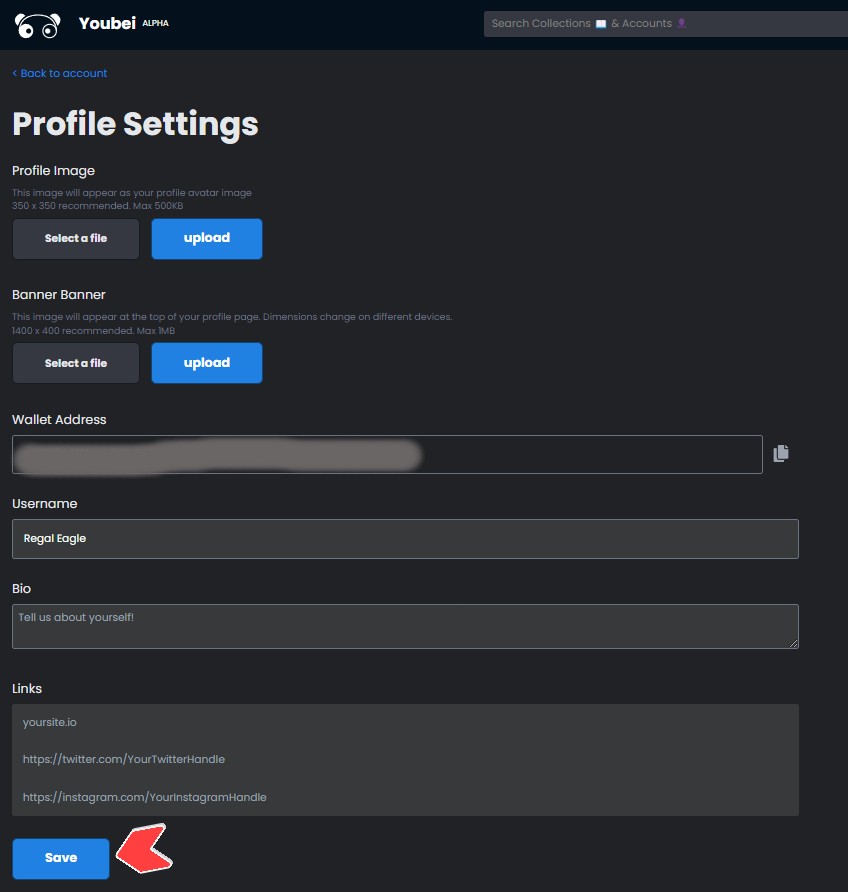 Youbei ALPHA
Search Collections 📖 & Accounts 👤
< Back to account
Profile Settings
Profile Image
This image will appear as your profile avatar image
350 x 350 recommended. Max 500KB
Select a file
upload
Banner Banner
This image will appear at the top of your profile page. Dimensions change on different devices.
1400 x 400 recommended. Max 1MB
Select a file
upload
Wallet Address
Username
Regal Eagle
Bio
Tell us about yourself!
Links
yoursite.io
https://twitter.com/YourTwitterHandle
https://instagram.com/YourInstagramHandle
Save